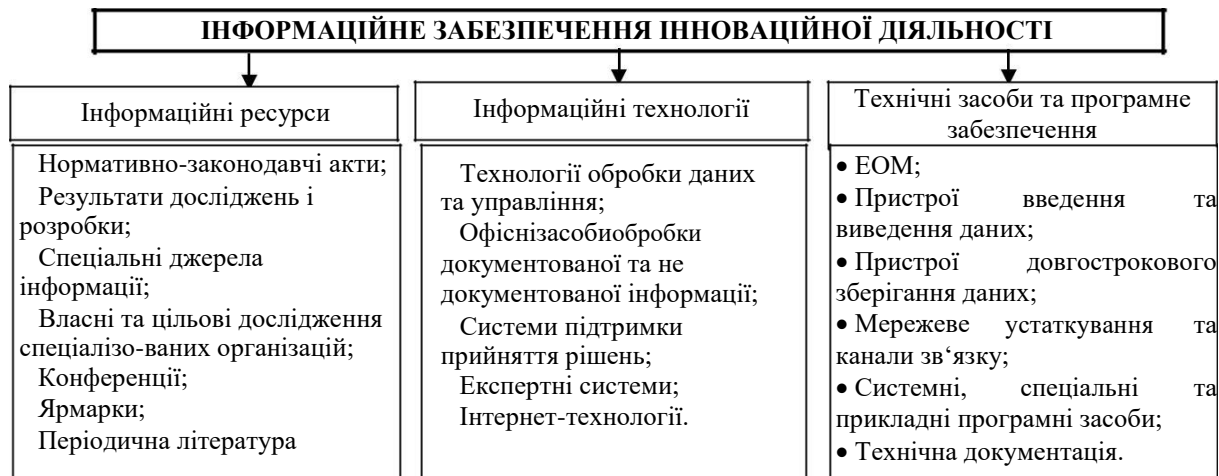 ІНФОРМАЦІЙНЕ ЗАБЕЗПЕЧЕННЯ ІННОВАЦІЙНОЇ ДІЯЛЬНОСТІ
Інформаційні ресурси
Нормативно-законодавчі акти;
Результати досліджень і
розробки;
Спеціальні джерела
інформації;
Власні та цільові дослідження
спеціалізо-ваних організацій;
Конференції;
Ярмарки;
Періодична література
Інформаційні технології
Технології обробки даних
та управління;
Офіснізасобиобробки
документованої та не
документованої інформації;
Системи підтримки
прийняття рішень;
Експертні системи;
Інтернет-технології.
Технічні засоби та програмне
забезпечення
• ЕОМ;
• Пристрої введення та
виведення даних;
• Пристрої довгострокового
зберігання даних;
• Мережеве устаткування та
канали зв‘язку;
• Системні, спеціальні та
прикладні програмні засоби;
• Технічна документація.